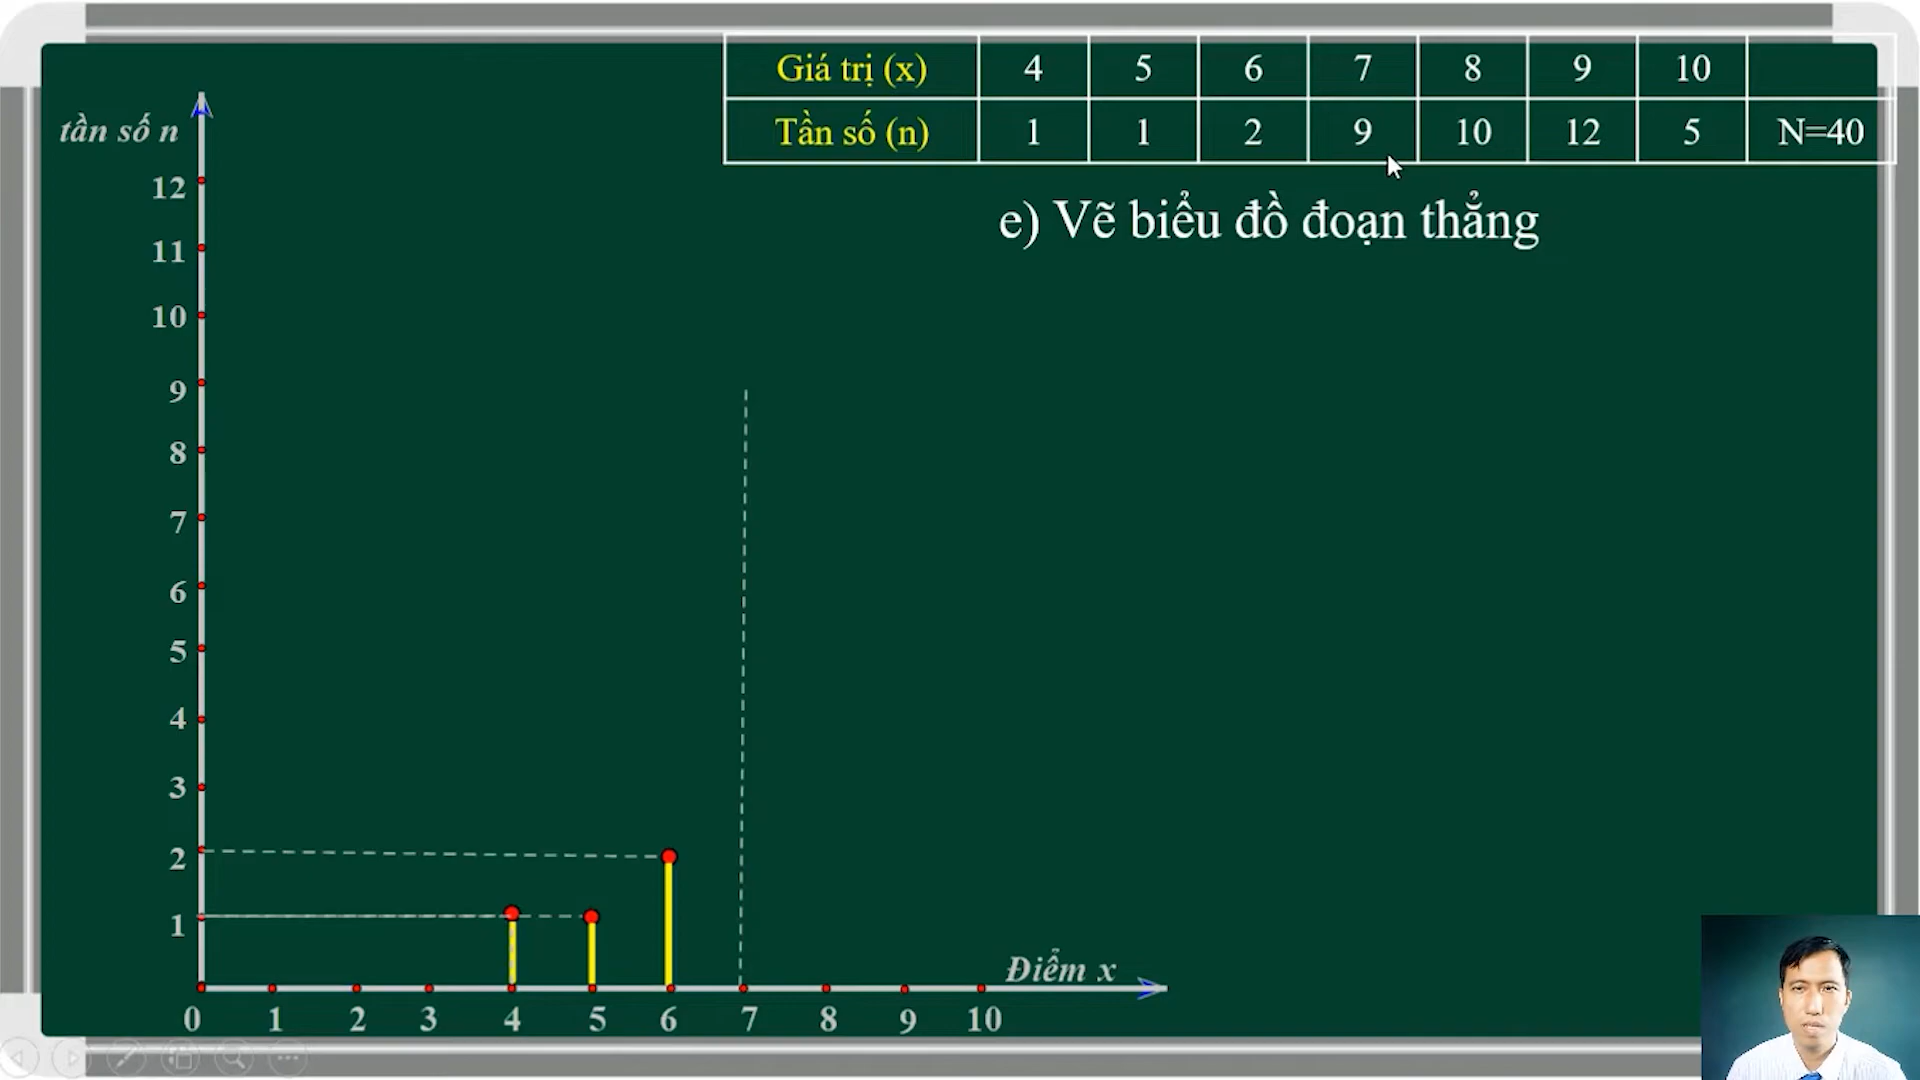 Giá trị (x) 4 5 6 7 8 9 10
Tần số (n) 1 1 2 9 10 12 5 N=40
e) Vẽ biểu đồ đoạn thẳng
tần số n
12
11
10
9
8
7
6
5
4
3
2
1
Điểm x
0 1 2 3 4 5 6 7 8 9 10